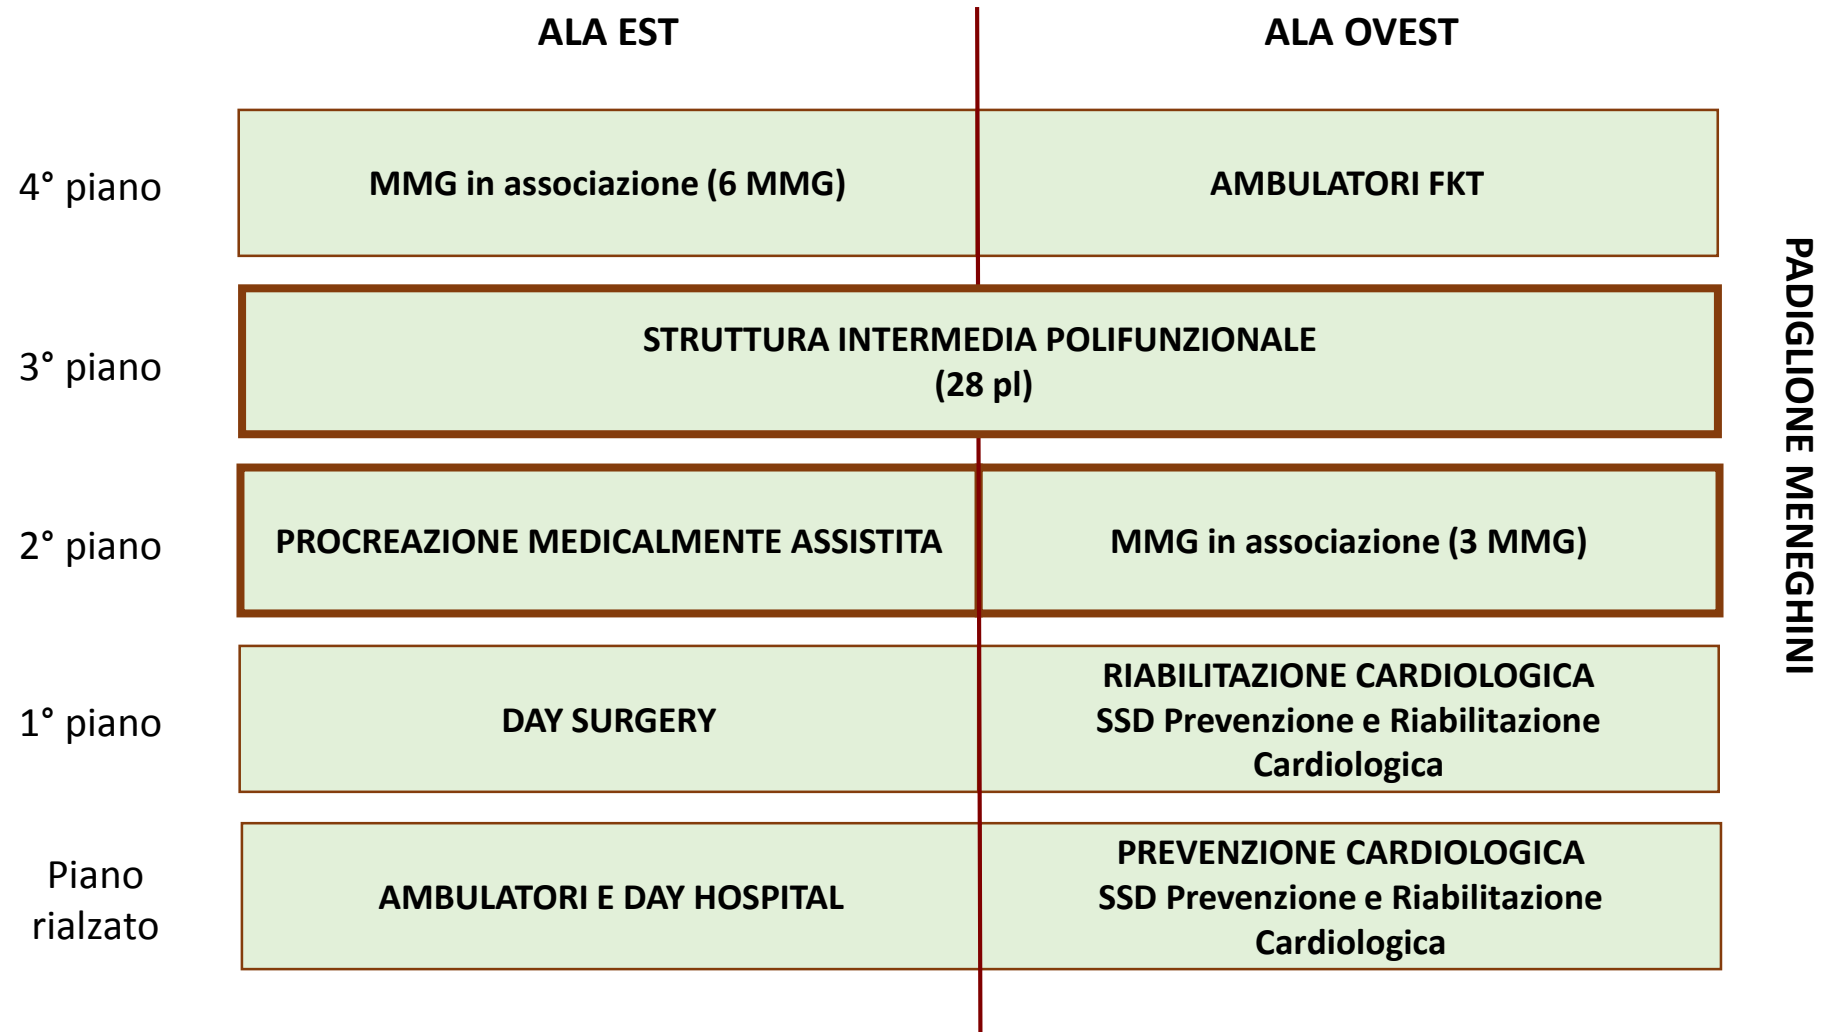 ALA EST
ALA OVEST
4° piano
MMG in associazione (6 MMG)
AMBULATORI FKT
3° piano
STRUTTURA INTERMEDIA POLIFUNZIONALE
(28 pl)
2° piano
PROCREAZIONE MEDICALMENTE ASSISTITA
MMG in associazione (3 MMG)
1° piano
DAY SURGERY
RIABILITAZIONE CARDIOLOGICA
SSD Prevenzione e Riabilitazione
Cardiologica
Piano
rialzato
AMBULATORI E DAY HOSPITAL
PREVENZIONE CARDIOLOGICA
SSD Prevenzione e Riabilitazione
Cardiologica
PADIGLIONE MENEGHINI